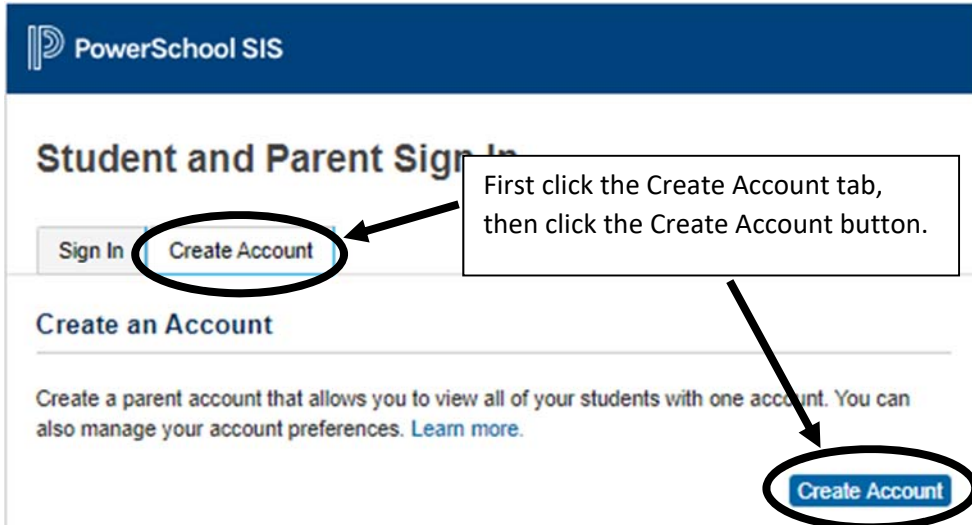 PowerSchool SIS
Student and Parent Sign In
First click the Create Account tab,
then click the Create Account button.
Sign In
Create Account
Create an Account
Create a parent account that allows you to view all of your students with one account. You can
also manage your account preferences. Learn more.
Create Account